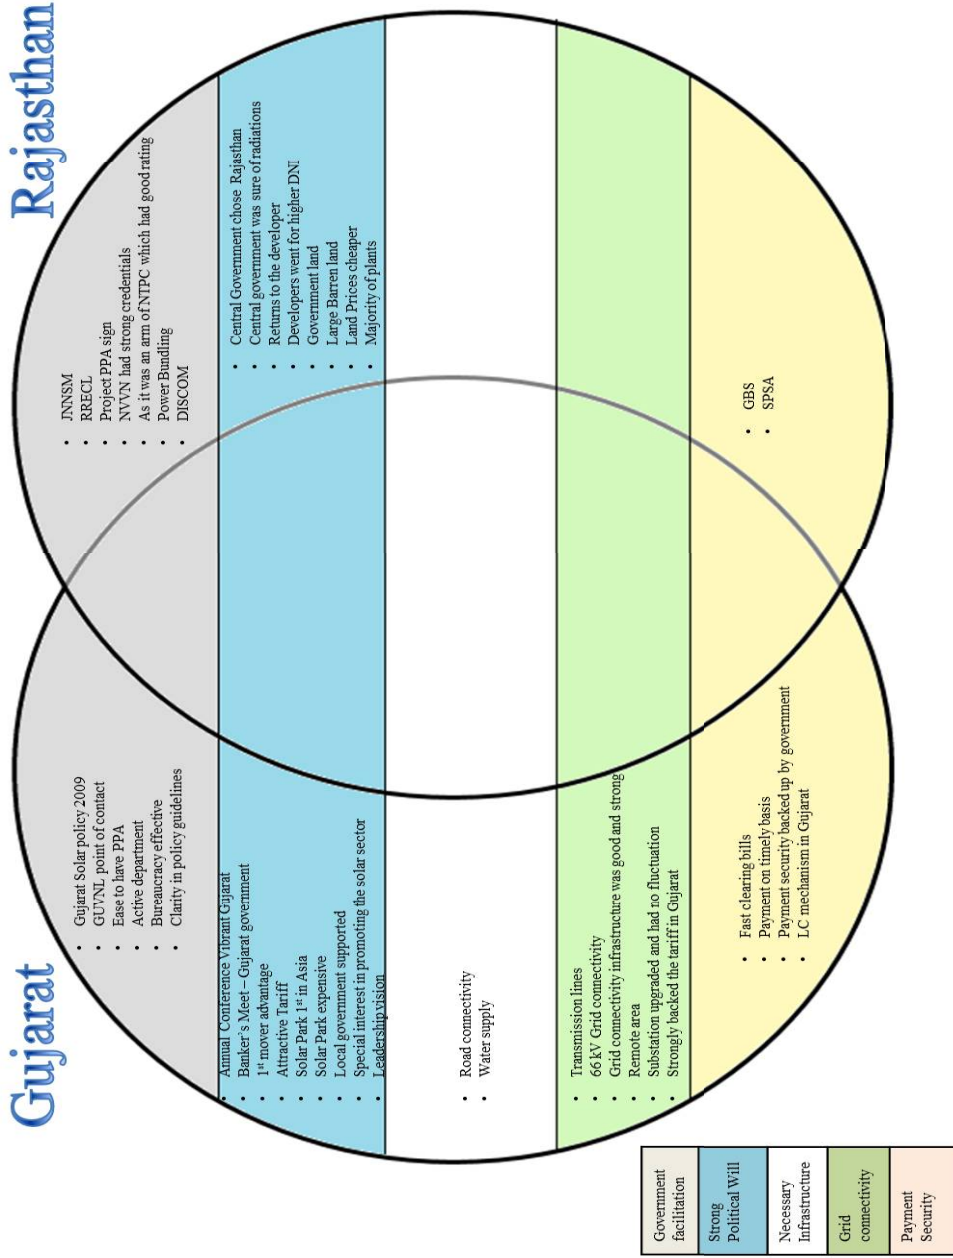 Gujarat
Rajasthan
• Gujarat Solar policy 2009
• GUVNL point of contact
• Ease to have PPA
• Active department
• Bureaucracy effective
• Clarity in policy guidelines
• JNNSM
• RRECL
• Project PPA sign
• NVVN had strong credentials
• As it was an arm of NTPC which had good rating
• Power Bundling
• DISCOM
• Annual Conference Vibrant Gujarat
• Banker's Meet – Gujarat government
• 1st mover advantage
• Attractive Tariff
• Solar Park 1st in Asia
• Solar Park expensive
• Local government supported
• Special interest in promoting the solar sector
• Leadership vision
• Central Government chose Rajasthan
• Central government was sure of radiations
• Returns to the developer
• Developers went for higher DNI
• Government land
• Large Barren land
• Land Prices cheaper
• Majority of plants
• Road connectivity
• Water supply
• Transmission lines
• 66 kV Grid connectivity
• Grid connectivity infrastructure was good and strong
• Remote area
• Substation upgraded and had no fluctuation
• Strongly backed the tariff in Gujarat
• Fast clearing bills
• Payment on timely basis
• Payment security backed up by government
• LC mechanism in Gujarat
• GBS
• SPSA
Government
facilitation
Strong
Political Will
Necessary
Infrastructure
Grid
connectivity
Payment
Security